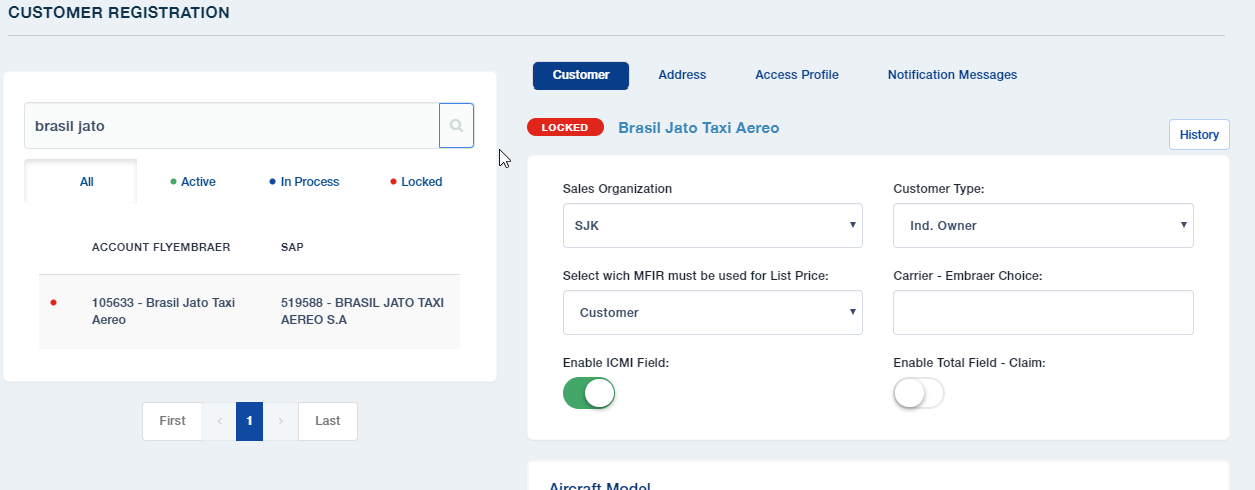 CUSTOMER REGISTRATION
brasil jato
All Active In Process Locked
ACCOUNT FLYEMBRAER SAP
105633 - Brasil Jato Taxi Aereo
519588 - BRASIL JATO TAXI AEREO S.A
First ‹ 1 › Last
Customer Address Access Profile Notification Messages
LOCKED Brasil Jato Taxi Aereo
History
Sales Organization
SJK
Customer Type:
Ind. Owner
Select wich MFIR must be used for List Price:
Customer
Carrier - Embraer Choice:
Enable ICMI Field:
Enable Total Field - Claim:
Aircraft Model